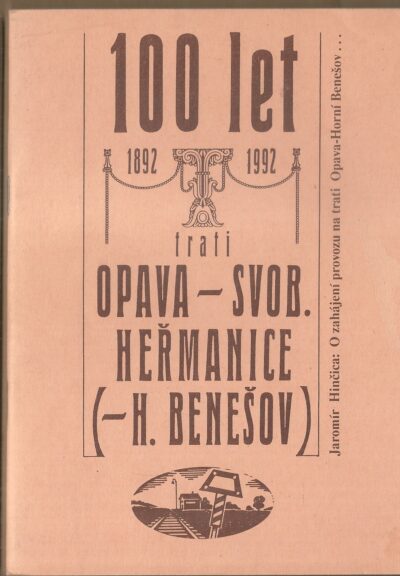 100 let
1892 1992
trati
OPAVA — SVOB.
HEŘMANICE
(— H. BENEŠOV)
Jaromír Hinčica: O zahájení provozu na trati Opava-Horní Benešov...